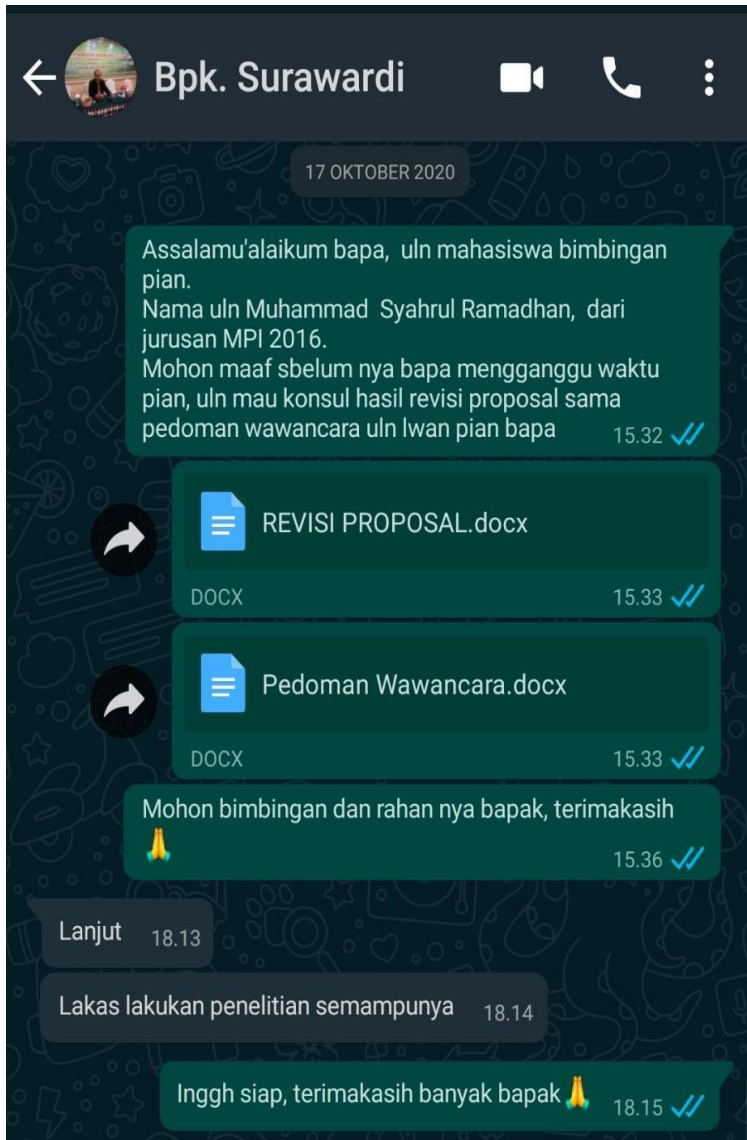 Bpk. Surawardi
17 OKTOBER 2020
Assalamu'alaikum bapa, uln mahasiswa bimbingan
pian.
Nama uln Muhammad Syahrul Ramadhan, dari
jurusan MPI 2016.
Mohon maaf sbelum nya bapa mengganggu waktu
pian, uln mau konsul hasil revisi proposal sama
pedoman wawancara uln lwan pian bapa 15.32
REVISI PROPOSAL.docx
DOCX 15.33
Pedoman Wawancara.docx
DOCX 15.33
Mohon bimbingan dan rahan nya bapak, terimakasih
🙏 15.36
Lanjut 18.13
Lakas lakukan penelitian semampunya 18.14
Inggh siap, terimakasih banyak bapak🙏 18.15